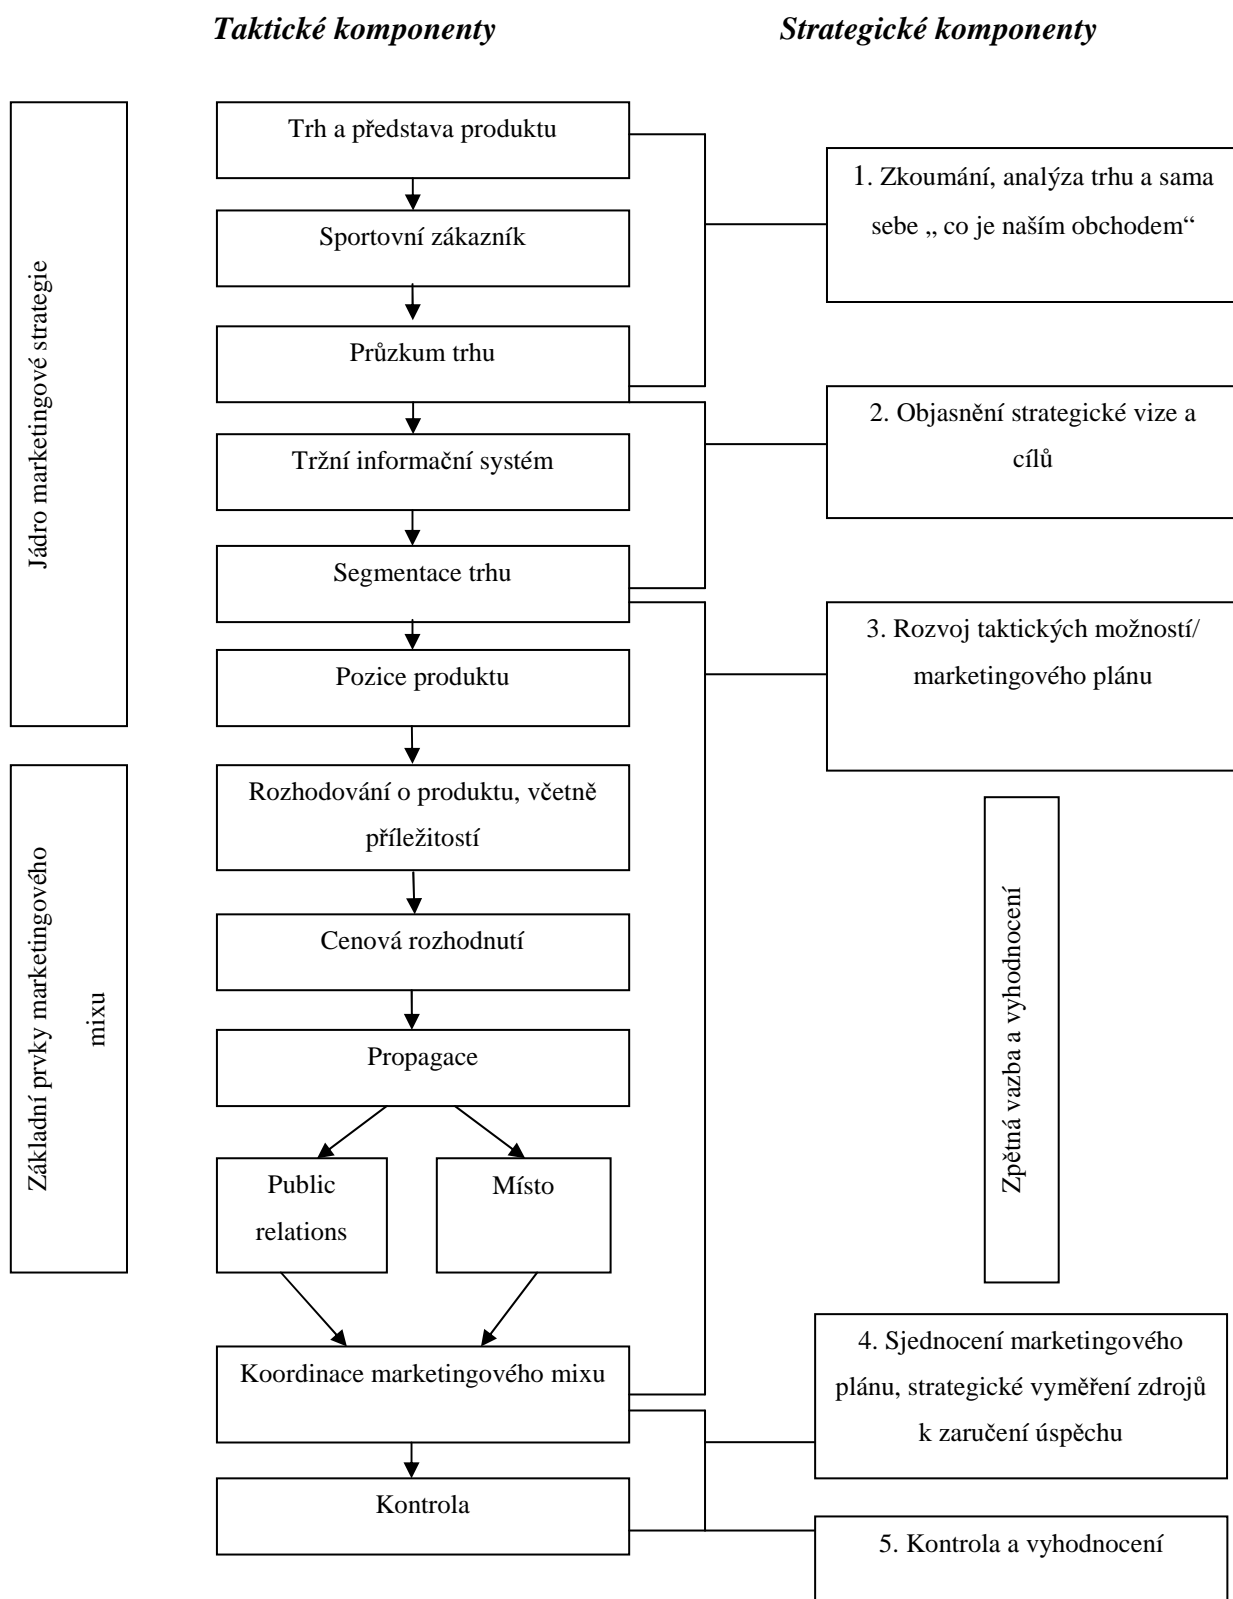 Taktické komponenty
Strategické komponenty
Jádro marketingové strategie
Trh a představa produktu
Sportovní zákazník
Průzkum trhu
Tržní informační systém
Segmentace trhu
Pozice produktu
Základní prvky marketingového
mixu
Rozhodování o produktu, včetně
příležitostí
Cenová rozhodnutí
Propagace
Public
relations
Místo
Koordinace marketingového mixu
Kontrola
1. Zkoumání, analýza trhu a sama
sebe „ co je naším obchodem“
2. Objasnění strategické vize a
cílů
3. Rozvoj taktických možností/
marketingového plánu
Zpětná vazba a vyhodnocení
4. Sjednocení marketingového
plánu, strategické vyměření zdrojů
k zaručení úspěchu
5. Kontrola a vyhodnocení